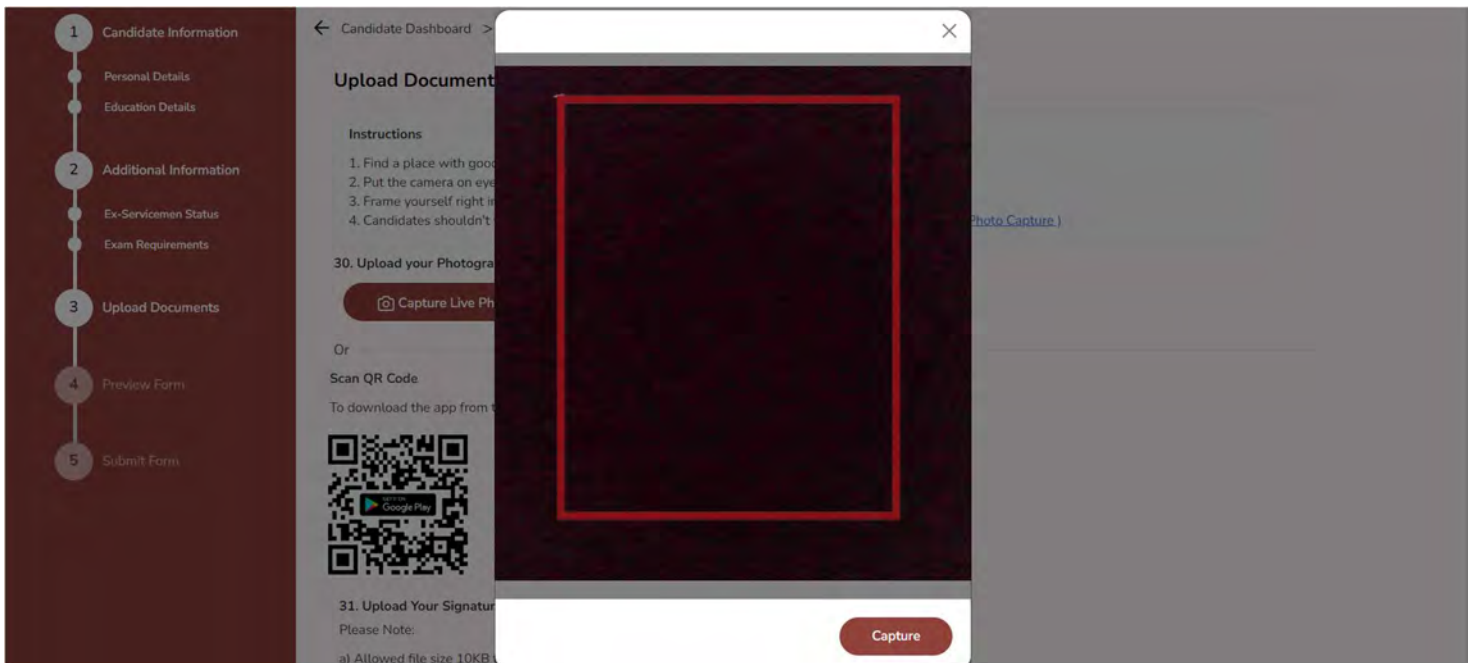 1 Candidate Information
Personal Details
Education Details
2 Additional Information
Ex-Servicemen Status
Exam Requirements
3 Upload Documents
4 Preview Form
5 Submit Form
Candidate Dashboard >
Upload Document
Instructions
1. Find a place with good
2. Put the camera on eye
3. Frame yourself right
4. Candidates shouldn't
Photo Capture )
30. Upload your Photogra
Capture Live Ph
Or
Scan QR Code
To download the app from
GET IT ON
Google Play
31. Upload Your Signatur
Please Note:
a) Allowed file size 10KB
Capture